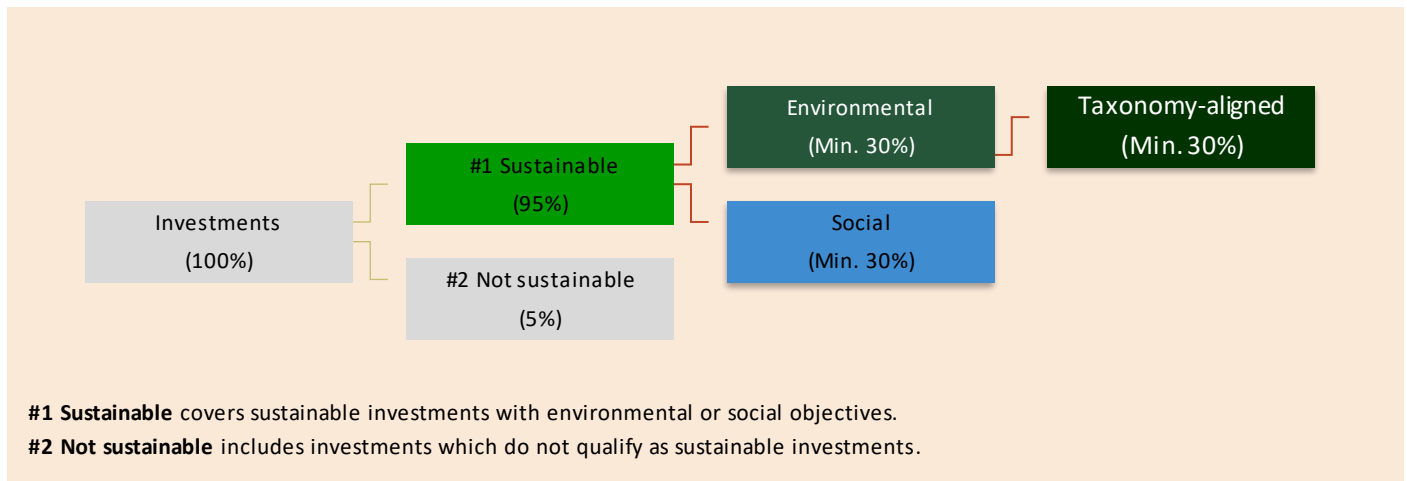 Investments
(100%)
#1 Sustainable
(95%)
#2 Not sustainable
(5%)
Environmental
(Min. 30%)
Social
(Min. 30%)
Taxonomy-aligned
(Min. 30%)
#1 Sustainable covers sustainable investments with environmental or social objectives.
#2 Not sustainable includes investments which do not qualify as sustainable investments.